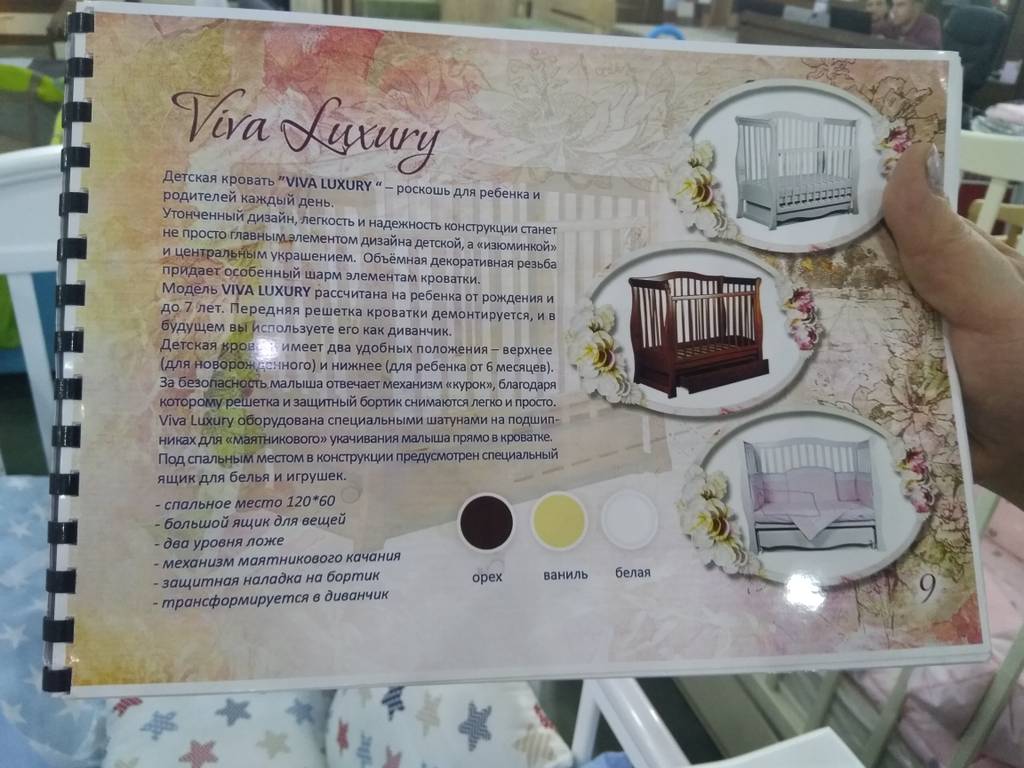 Viva Luxury
Детская кровать "VIVA LUXURY " – роскошь для ребенка и
родителей каждый день.
Утонченный дизайн, легкость и надежность конструкции станет
не просто главным элементом дизайна детской, а «изюминкой»
и центральным украшением. Объёмная декоративная резьба
придает особенный шарм элементам кроватки.
Модель VIVA LUXURY рассчитана на ребенка от рождения и
до 7 лет. Передняя решетка кроватки демонтируется, и в
будущем вы используете его как диванчик.
Детская кровать имеет два удобных положения – верхнее
(для новорожденного) и нижнее (для ребенка от 6 месяцев).
За безопасность малыша отвечает механизм «курок», благодаря
которому решетка и защитный бортик снимаются легко и просто.
Viva Luxury оборудована специальными шатунами на подшип-
никах для «маятникового» укачивания малыша прямо в кроватке.
Под спальным местом в конструкции предусмотрен специальный
ящик для белья и игрушек.
- спальное место 120*60
- большой ящик для вещей
- два уровня ложе
- механизм маятникового качания
- защитная наладка на бортик
- трансформируется в диванчик
орех ваниль белая
9